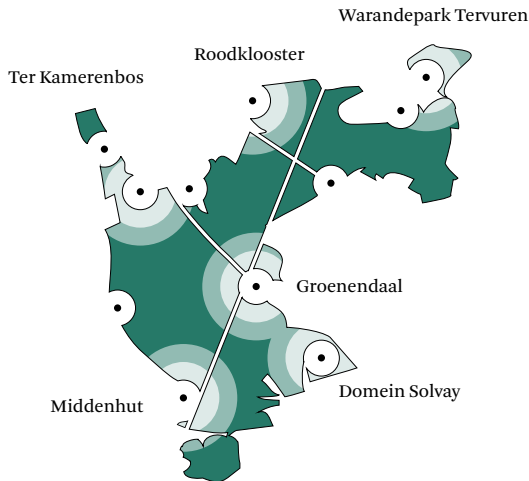 Warandepark Tervuren
Roodklooster
Ter Kamerenbos
Groenendaal
Domein Solvay
Middenhut